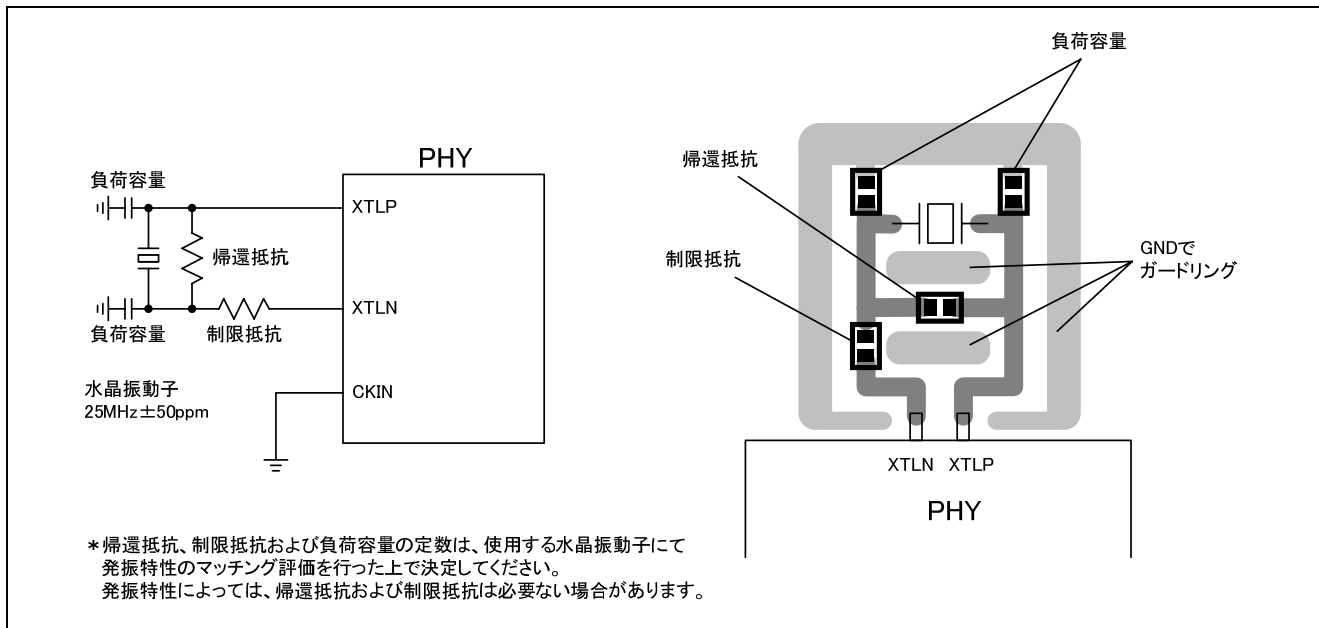 PHY
負荷容量
XTLP
帰還抵抗
XTLN
負荷容量
制限抵抗
CKIN
水晶振動子
25MHz±50ppm
負荷容量
帰還抵抗
制限抵抗
GNDで
ガードリング
XTLN XTLP
PHY
*帰還抵抗、制限抵抗および負荷容量の定数は、使用する水晶振動子にて
発振特性のマッチング評価を行った上で決定してください。
発振特性によっては、帰還抵抗および制限抵抗は必要ない場合があります。